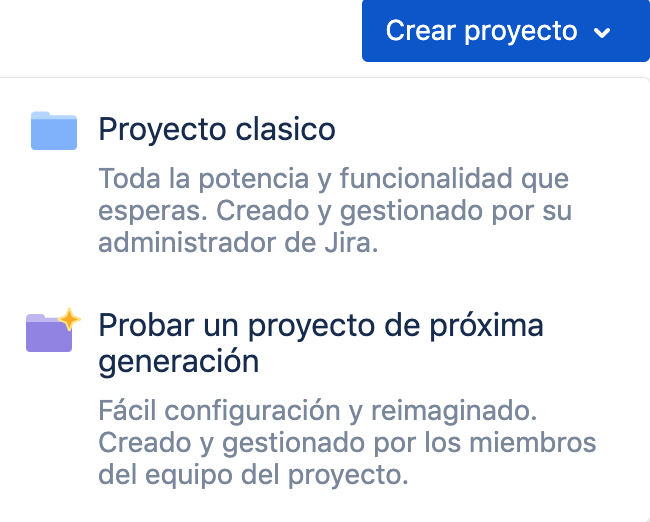 Crear proyecto
Proyecto clasico
Toda la potencia y funcionalidad que
esperas. Creado y gestionado por su
administrador de Jira.
Probar un proyecto de próxima
generación
Fácil configuración y reimaginado.
Creado y gestionado por los miembros
del equipo del proyecto.